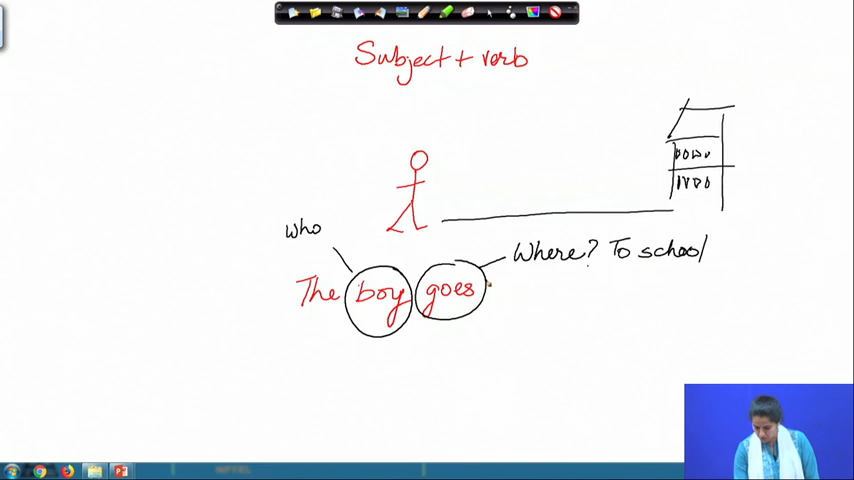 Subject + verb
who
Where? To school
The boy goes